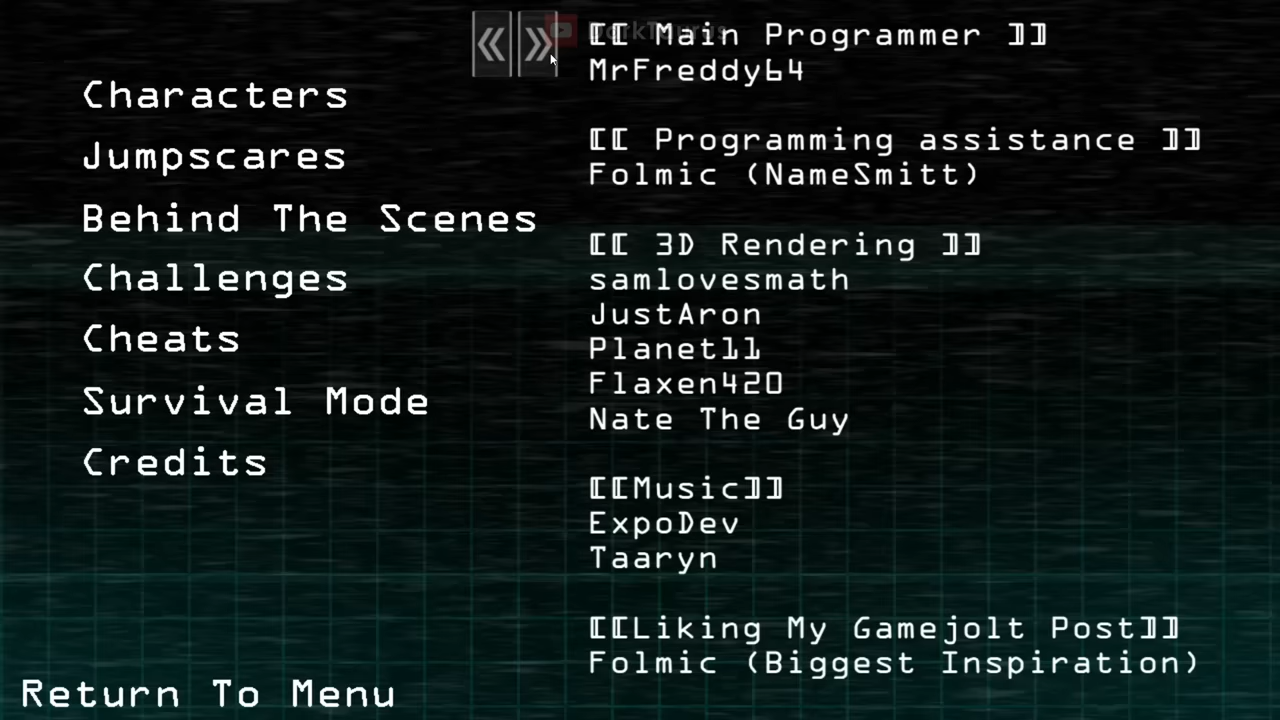 Characters
Jumpscares
Behind The Scenes
Challenges
Cheats
Survival Mode
Credits
Return To Menu
[[ Main Programmer ]]
MrFreddy64
[[ Programming assistance ]]
Folmic (NameSmitt)
[[ 3D Rendering ]]
samlovesmath
JustAron
Planet11
Flaxen420
Nate The Guy
[[Music]]
ExpoDev
Taaryn
[[Liking My Gamejolt Post]]
Folmic (Biggest Inspiration)